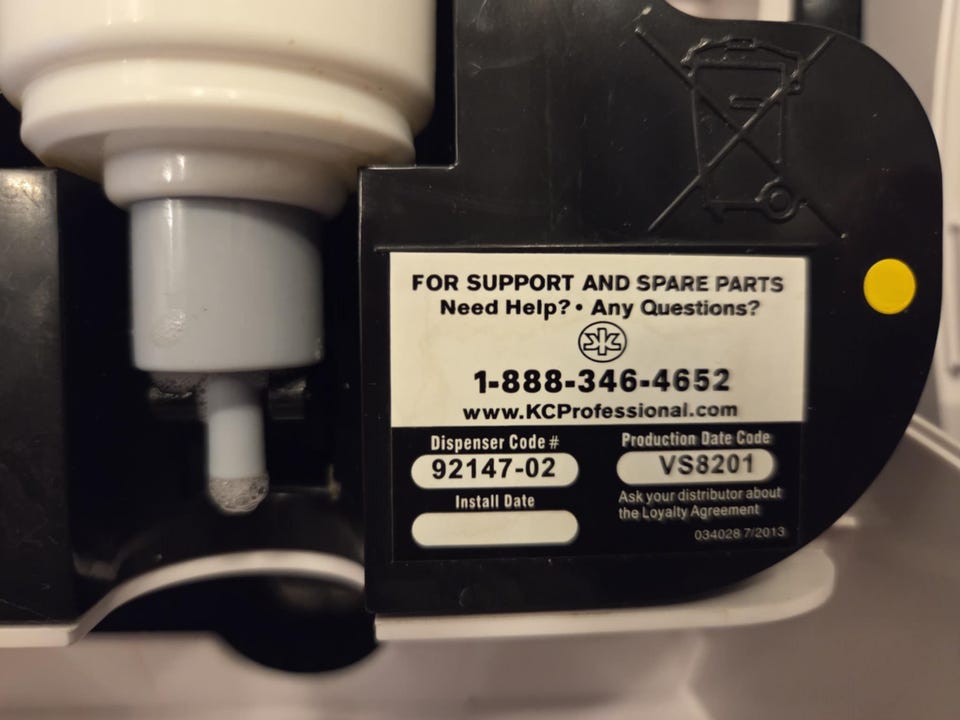 FOR SUPPORT AND SPARE PARTS
Need Help? • Any Questions?
1-888-346-4652
www.KCProfessional.com
Dispenser Code #
92147-02
Install Date
Production Date Code
VS8201
Ask your distributor about
the Loyalty Agreement
034028 7/2013